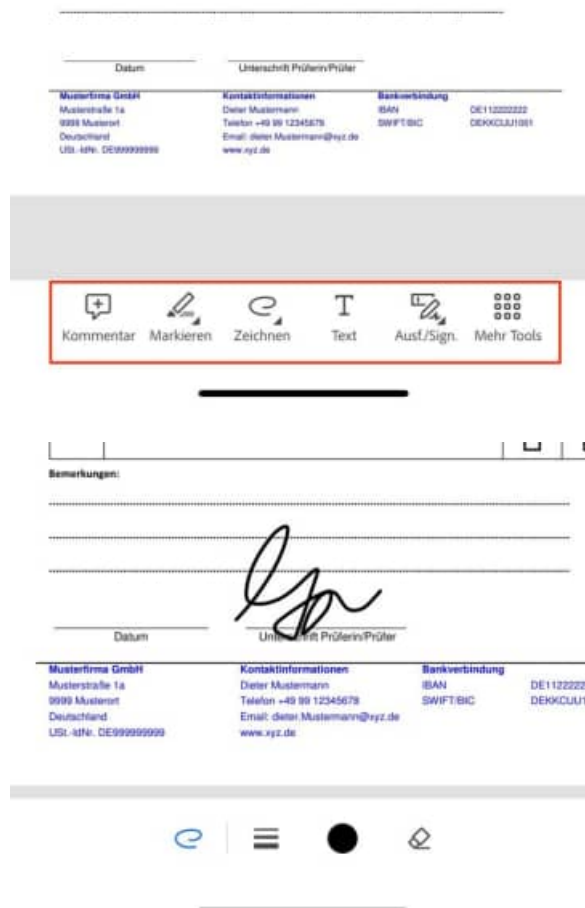 Datum Unterschrift Prüferin/Prüfer
Musterfirma GmbH Kontaktinformationen Bankverbindung
Musterstraße 1a Dieter Mustermann IBAN DE112222222
9999 Musterort Telefon +49 99 12345678 SWIFT/BIC DEKKCUU1001
Deutschland Email: dieter.Mustermann@xyz.de
USt.-IdNr. DE999999999 www.xyz.de
Kommentar Markieren Zeichnen Text Ausf./Sign. Mehr Tools
Bemerkungen:
Datum Unterschrift Prüferin/Prüfer
Musterfirma GmbH Kontaktinformationen Bankverbindung
Musterstraße 1a Dieter Mustermann IBAN DE1122222
9999 Musterort Telefon +49 99 12345678 SWIFT/BIC DEKKCUU1
Deutschland Email: dieter.Mustermann@xyz.de
USt.-IdNr. DE999999999 www.xyz.de